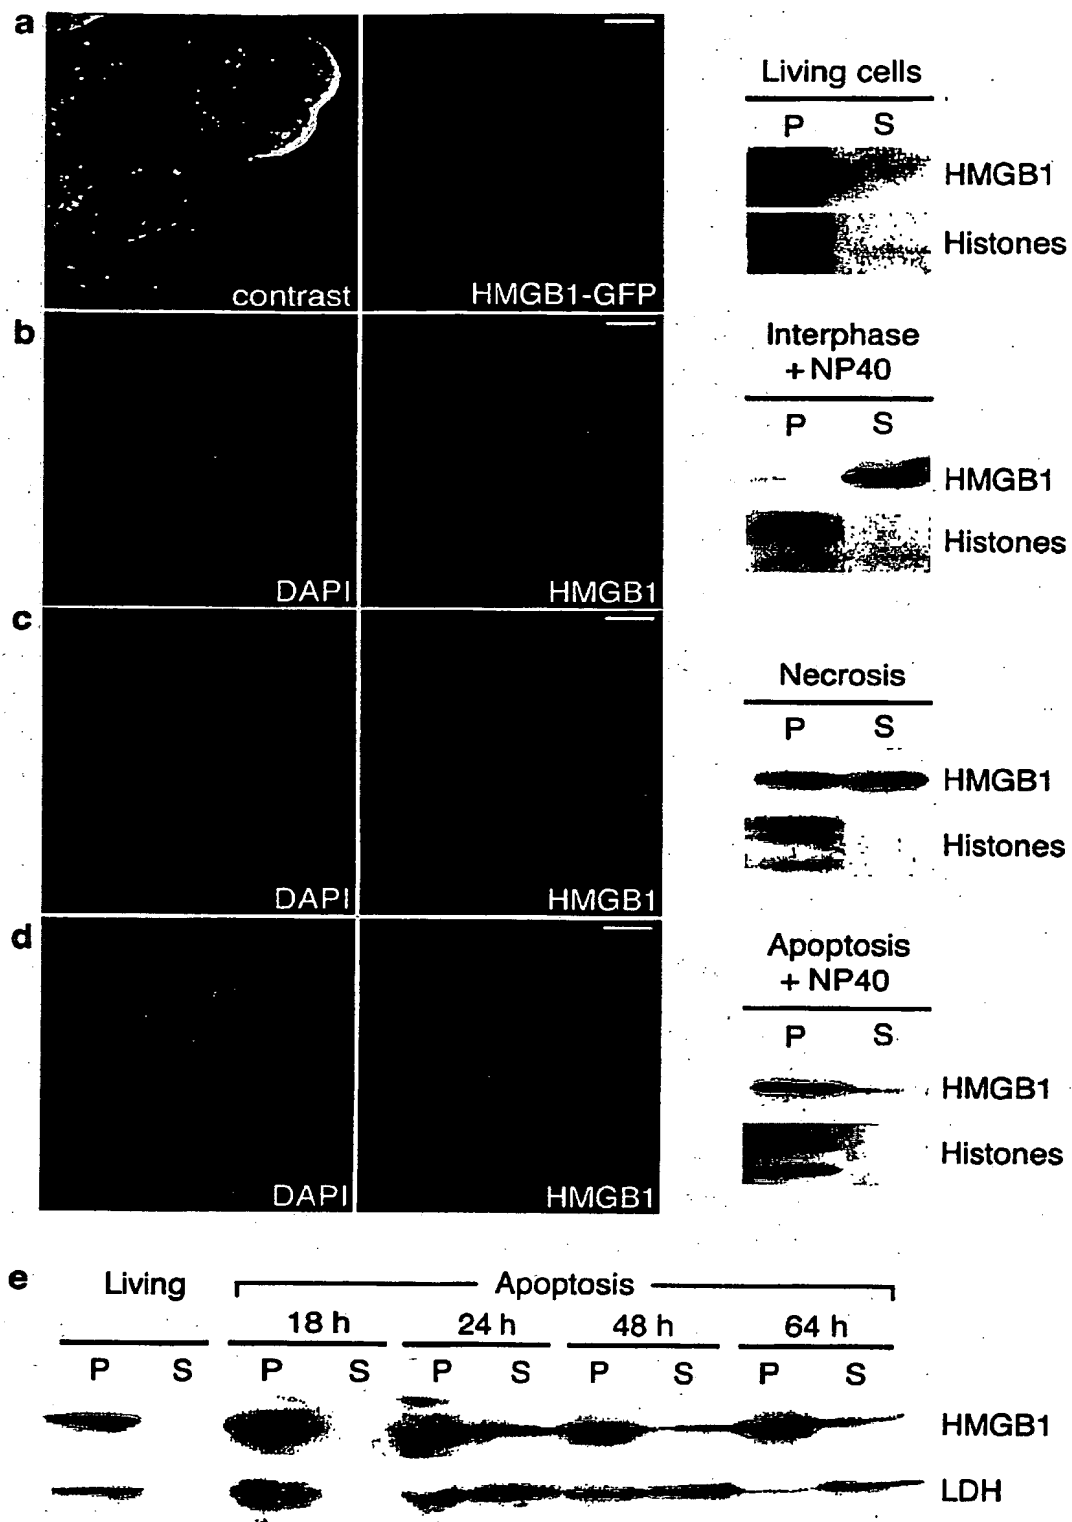 a
contrast
HMGB1-GFP
Living cells
P S
HMGB1
Histones
b
DAPI
HMGB1
Interphase
+ NP40
P S
HMGB1
Histones
c
DAPI
HMGB1
Necrosis
P S
HMGB1
Histones
d
DAPI
HMGB1
Apoptosis
+ NP40
P S
HMGB1
Histones
e
Living Apoptosis
18 h 24 h 48 h 64 h
P S P S P S P S P S
HMGB1
LDH